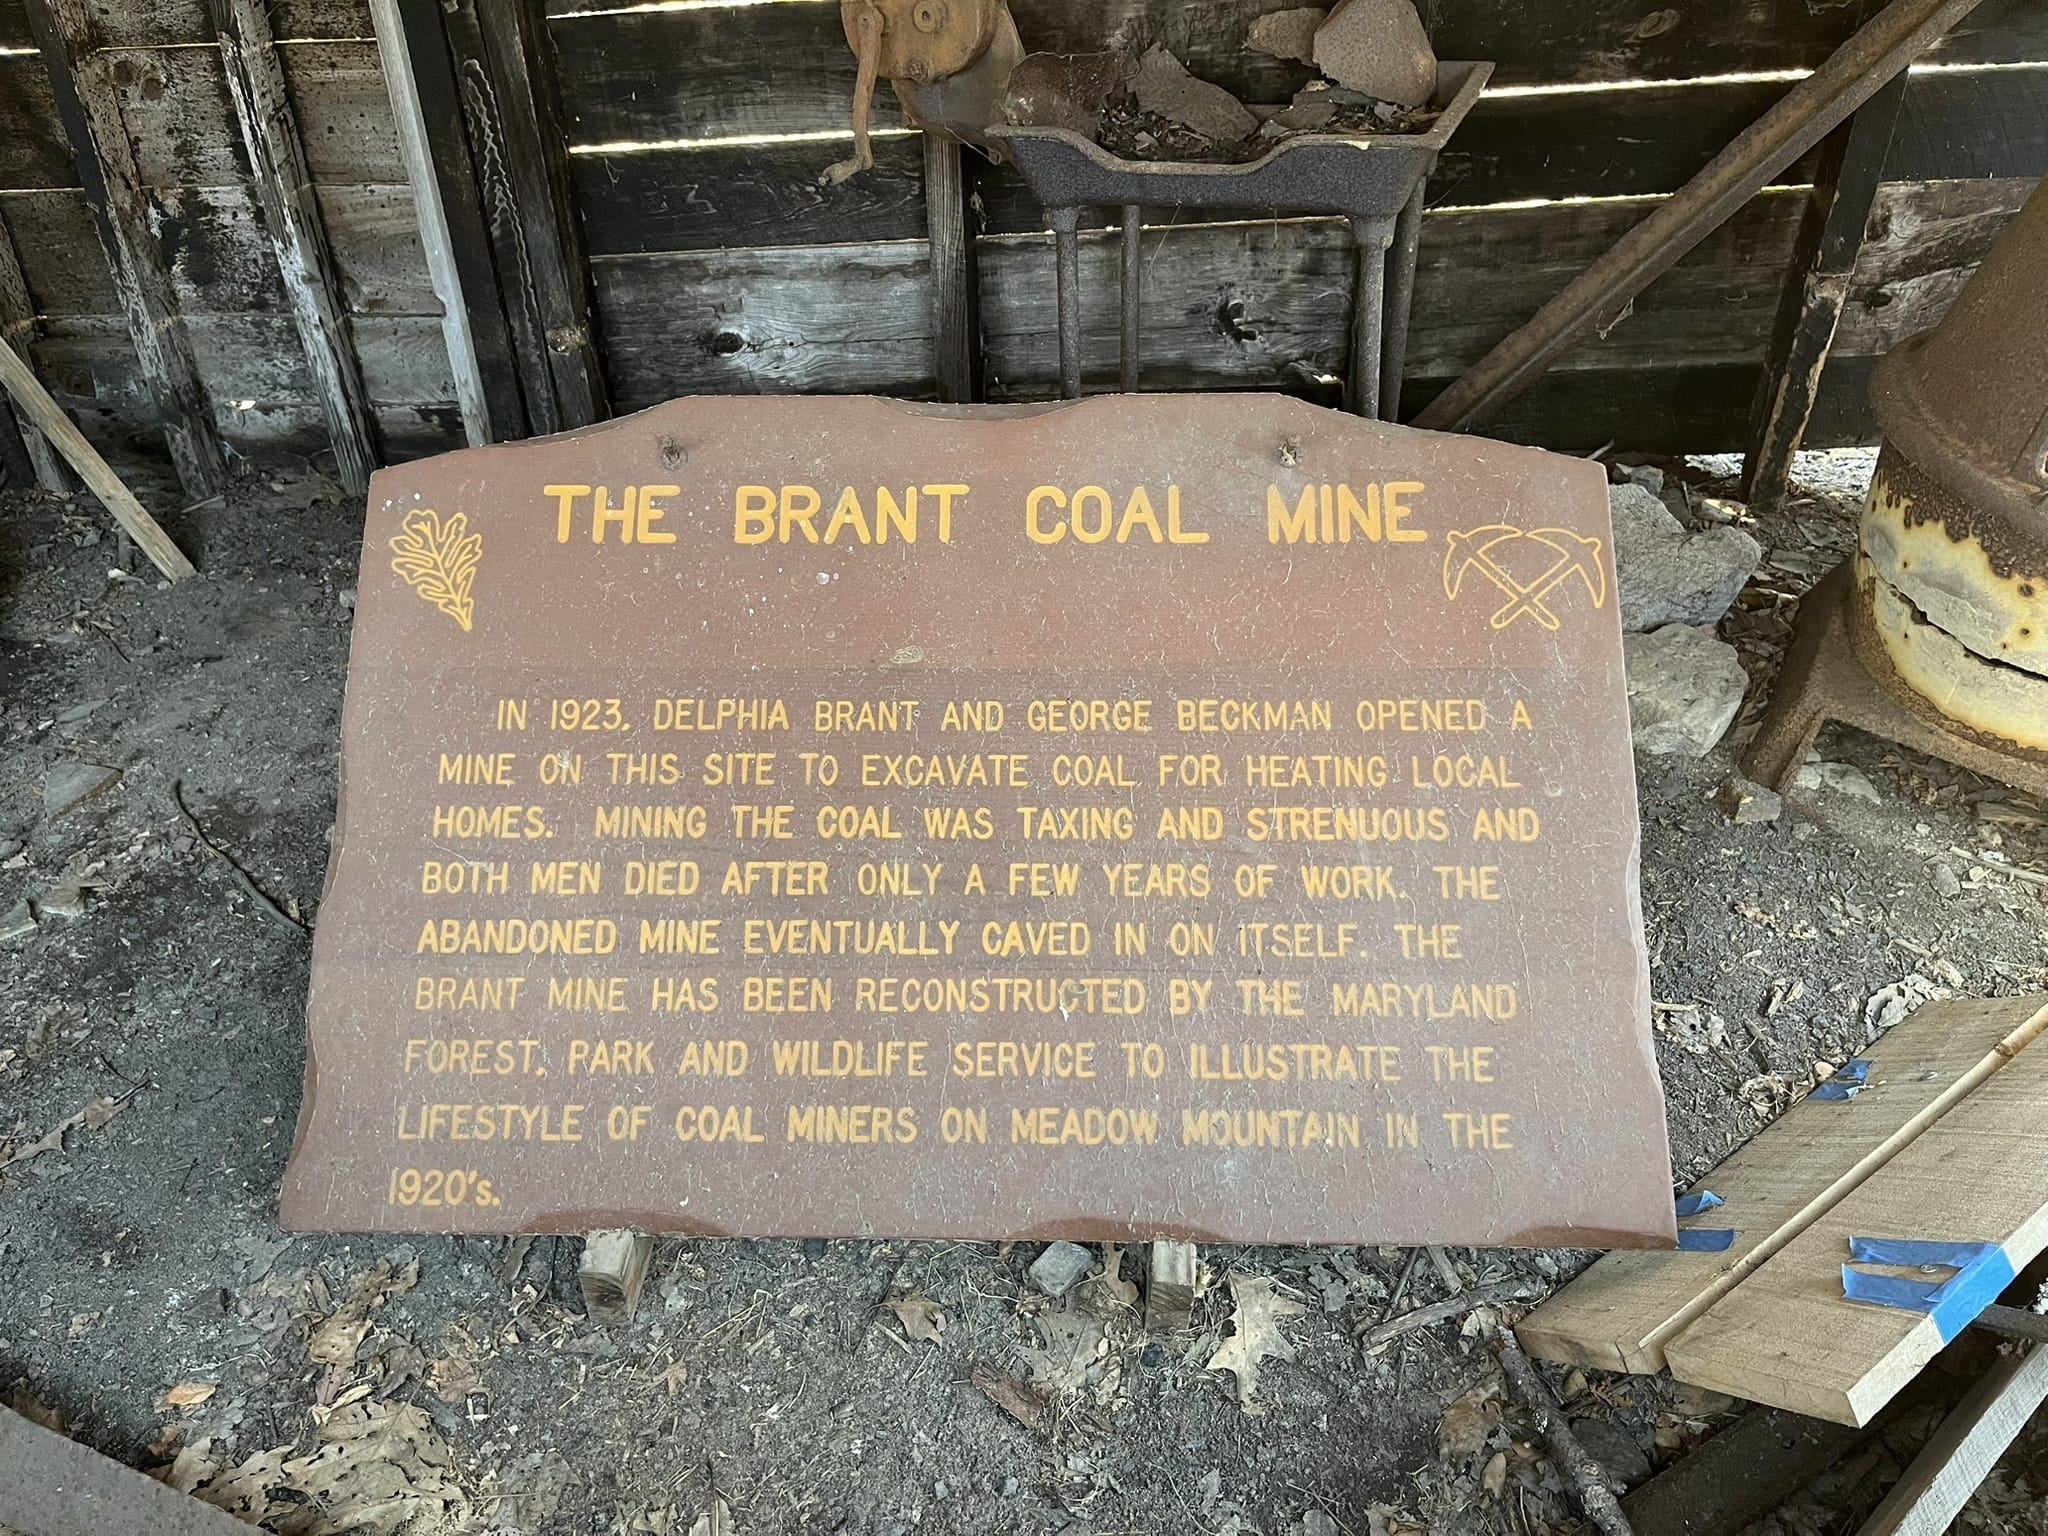 THE BRANT COAL MINE
IN 1923, DELPHIA BRANT AND GEORGE BECKMAN OPENED A
MINE ON THIS SITE TO EXCAVATE COAL FOR HEATING LOCAL
HOMES. MINING THE COAL WAS TAXING AND STRENUOUS AND
BOTH MEN DIED AFTER ONLY A FEW YEARS OF WORK. THE
ABANDONED MINE EVENTUALLY CAVED IN ON ITSELF. THE
BRANT MINE HAS BEEN RECONSTRUCTED BY THE MARYLAND
FOREST, PARK AND WILDLIFE SERVICE TO ILLUSTRATE THE
LIFESTYLE OF COAL MINERS ON MEADOW MOUNTAIN IN THE
1920's.